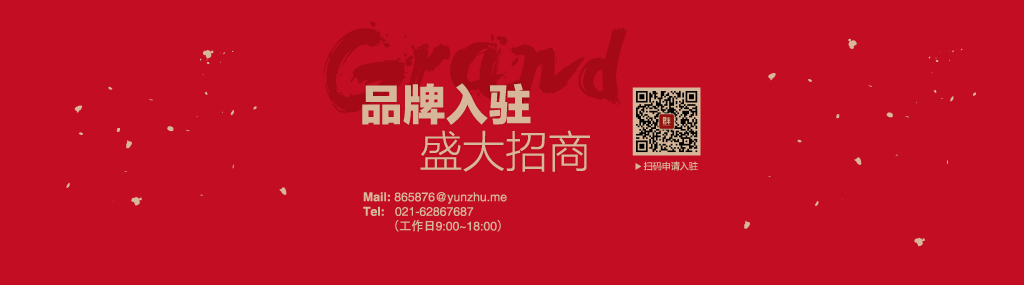 Grand
品牌入驻
盛大招商
群
▶扫码申请入驻
Mail: 865876@yunzhu.me
Tel: 021-62867687
（工作日9:00~18:00）